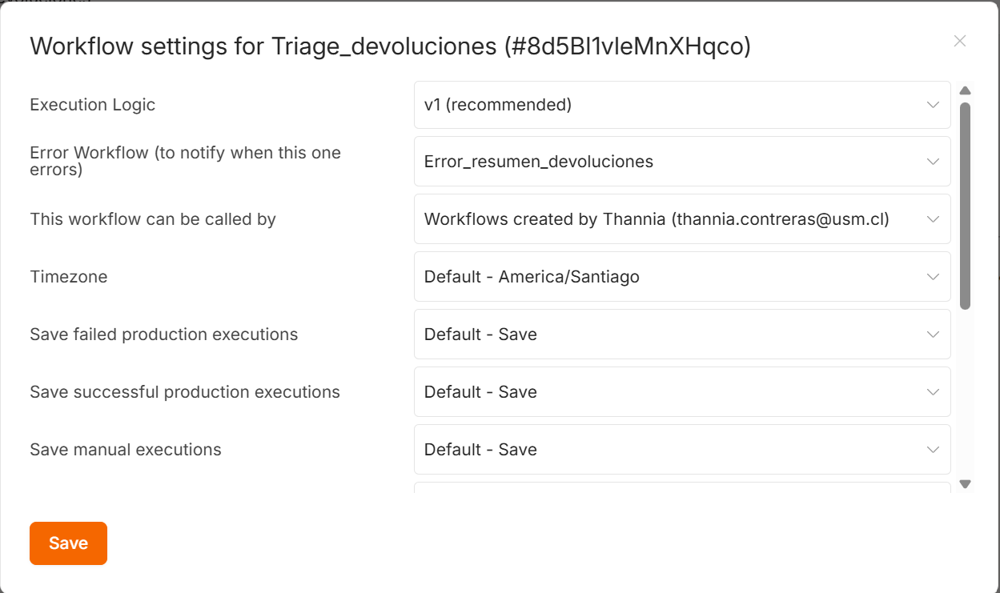 Workflow settings for Triage_devoluciones (#8d5Bl1vleMnXHqco)
Execution Logic
v1 (recommended)
Error Workflow (to notify when this one
errors)
Error_resumen_devoluciones
This workflow can be called by
Workflows created by Thannia (thannia.contreras@usm.cl)
Timezone
Default - America/Santiago
Save failed production executions
Default - Save
Save successful production executions
Default - Save
Save manual executions
Default - Save
Save